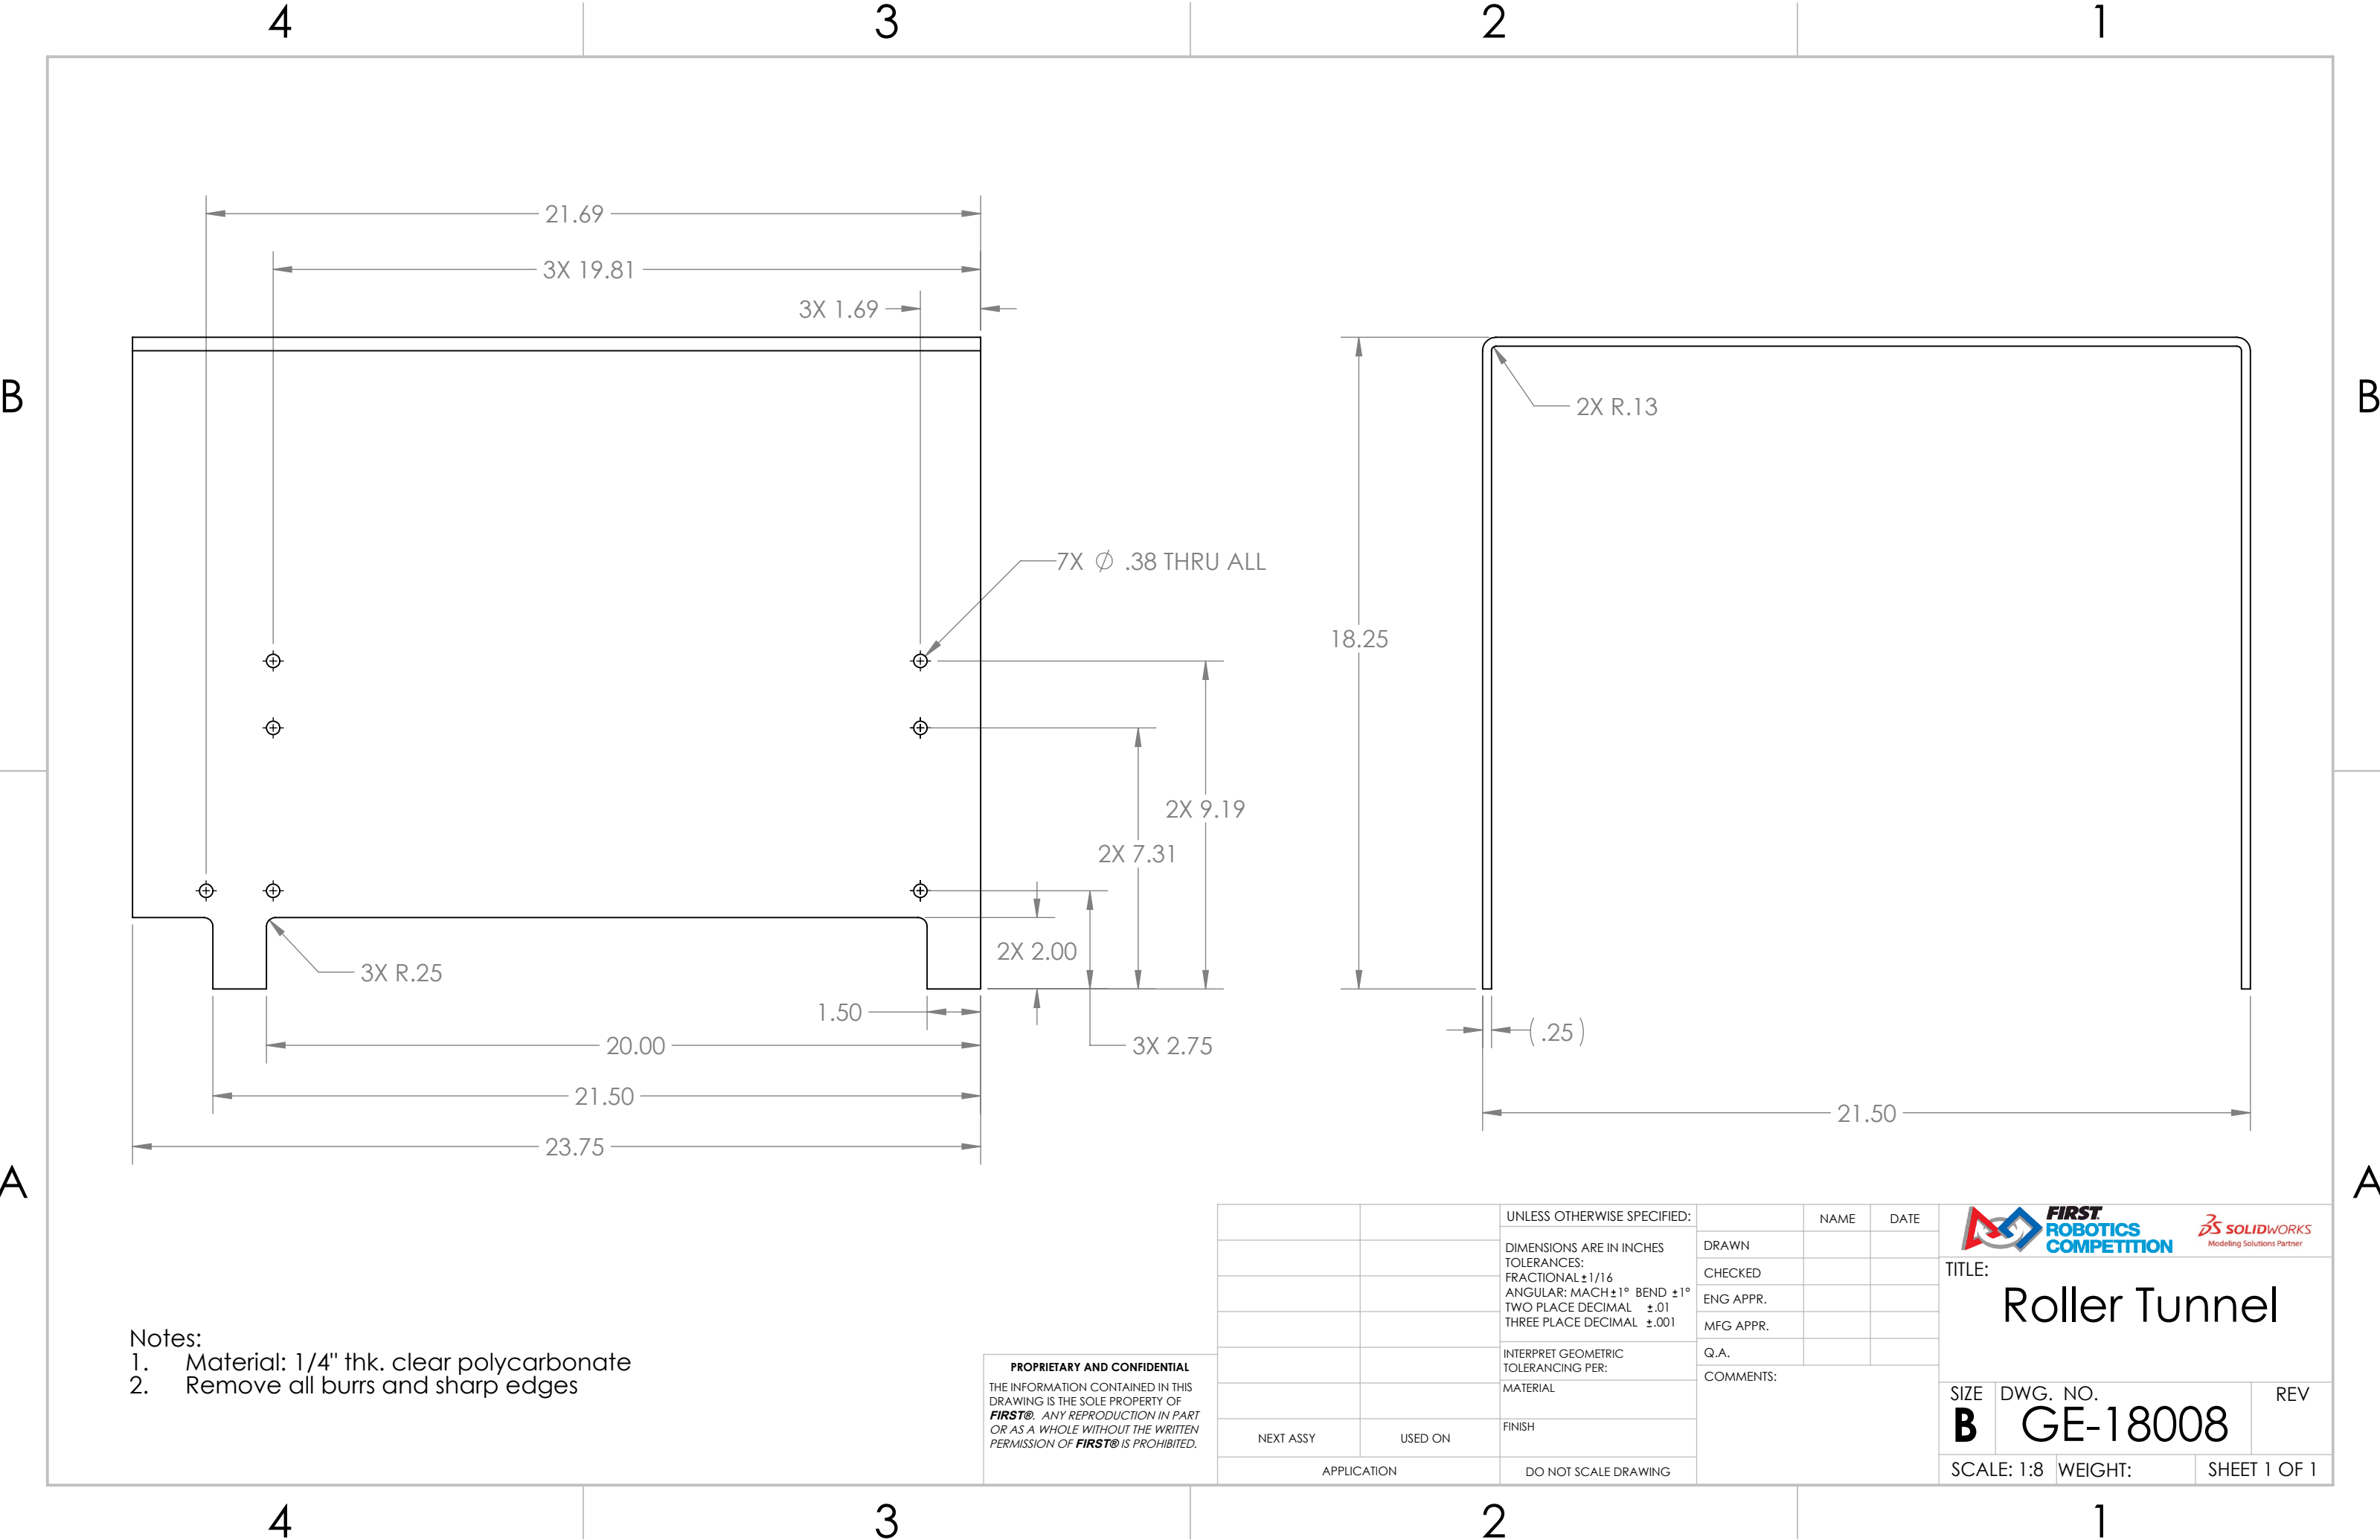 4 3 2 1
21.69
3X 19.81
3X 1.69
B B
2X R.13
7X ∅ .38 THRU ALL
18.25
2X 9.19
2X 7.31
2X 2.00
3X R.25
1.50
(.25)
20.00
3X 2.75
21.50
21.50
23.75
A A
Notes:
1. Material: 1/4" thk. clear polycarbonate
2. Remove all burrs and sharp edges
PROPRIETARY AND CONFIDENTIAL
THE INFORMATION CONTAINED IN THIS
DRAWING IS THE SOLE PROPERTY OF
FIRST®. ANY REPRODUCTION IN PART
OR AS A WHOLE WITHOUT THE WRITTEN
PERMISSION OF FIRST® IS PROHIBITED.
NEXT ASSY USED ON
APPLICATION
UNLESS OTHERWISE SPECIFIED:
DIMENSIONS ARE IN INCHES
TOLERANCES:
FRACTIONAL ±1/16
ANGULAR: MACH ±1° BEND ±1°
TWO PLACE DECIMAL ±.01
THREE PLACE DECIMAL ±.001
INTERPRET GEOMETRIC
TOLERANCING PER:
MATERIAL
FINISH
DO NOT SCALE DRAWING
NAME DATE
DRAWN
CHECKED
ENG APPR.
MFG APPR.
Q.A.
COMMENTS:
FIRST.
ROBOTICS
COMPETITION
SOLIDWORKS
Modeling Solutions Partner
TITLE:
Roller Tunnel
SIZE DWG. NO. REV
B GE-18008
SCALE: 1:8 WEIGHT: SHEET 1 OF 1
4 3 2 1